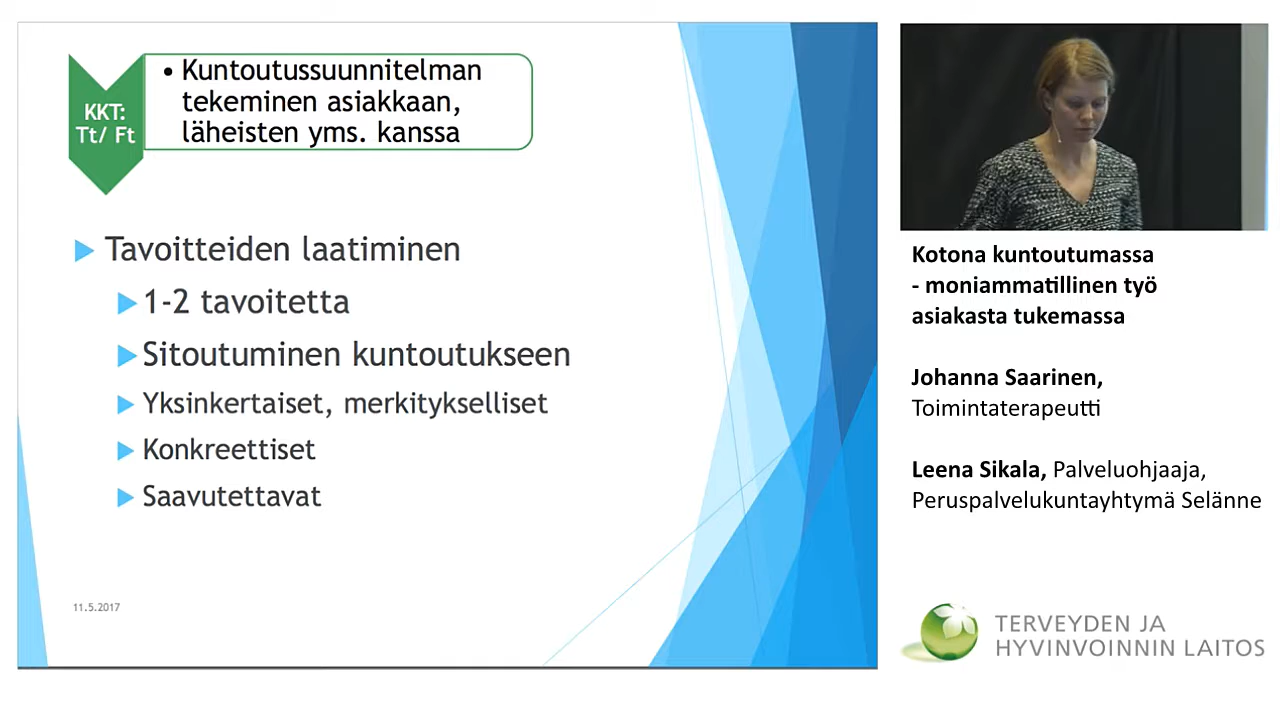 KKT:
Tt/ Ft
• Kuntoutussuunnitelman
tekeminen asiakkaan,
läheisten yms. kanssa
Tavoitteiden laatiminen
1-2 tavoitetta
Sitoutuminen kuntoutukseen
Yksinkertaiset, merkitykselliset
Konkreettiset
Saavutettavat
11.5.2017
Kotona kuntoutumassa
- moniammatillinen työ
asiakasta tukemassa
Johanna Saarinen,
Toimintaterapeutti
Leena Sikala, Palveluohjaaja,
Peruspalvelukuntayhtymä Selänne
TERVEYDEN JA
HYVINVOINNIN LAITOS